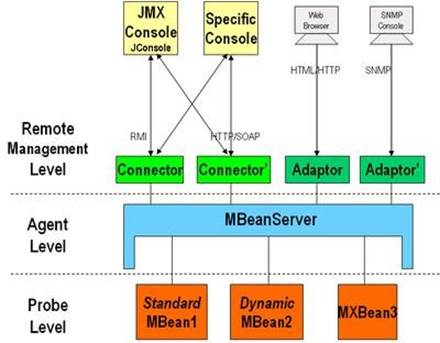 JMX
Console
JConsole
Specific
Console
Web
Browser
SNMP
Console
HTML/HTTP
SNMP
Remote
Management
Level
RMI
HTTP/SOAP
Connector
Connector'
Adaptor
Adaptor'
Agent
Level
MBeanServer
Probe
Level
Standard
MBean1
Dynamic
MBean2
MXBean3